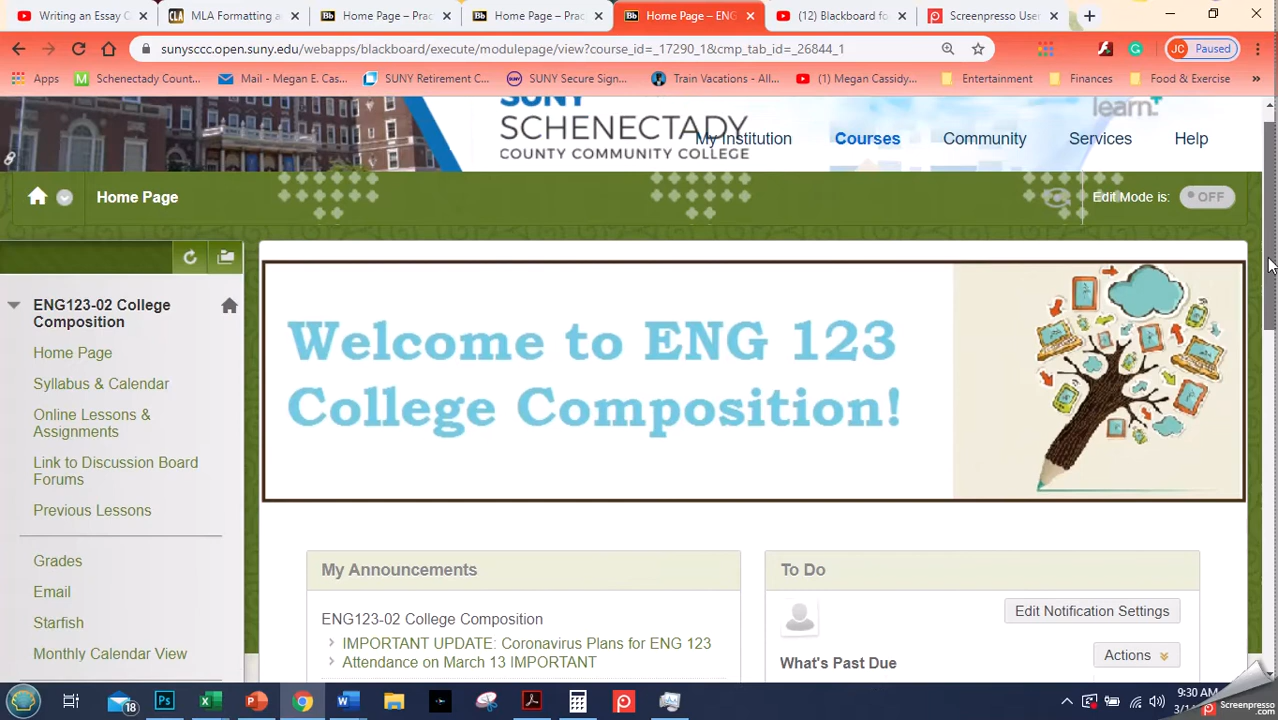 Writing an Essay C
MLA Formatting a
Home Page – Prac
Home Page – Prac
Home Page – ENG
(12) Blackboard fo
Screenpresso User
sunysccc.open.suny.edu/webapps/blackboard/execute/modulepage/view?course_id=_17290_1&cmp_tab_id=_26844_1
JC Paused
Apps
Schenectady Count...
Mail - Megan E. Cas...
SUNY Retirement C...
SUNY Secure Sign...
Train Vacations - All...
(1) Megan Cassidy...
Entertainment
Finances
Food & Exercise
SUNY
SCHENECTADY
COUNTY COMMUNITY COLLEGE
learn
My Institution
Courses
Community
Services
Help
Home Page
Edit Mode is:
OFF
ENG123-02 College
Composition
Home Page
Syllabus & Calendar
Online Lessons &
Assignments
Link to Discussion Board
Forums
Previous Lessons
Grades
Email
Starfish
Monthly Calendar View
Welcome to ENG 123
College Composition!
My Announcements
ENG123-02 College Composition
IMPORTANT UPDATE: Coronavirus Plans for ENG 123
Attendance on March 13 IMPORTANT
To Do
Edit Notification Settings
Actions
What's Past Due
18
9:30 AM
Screenpresso.com